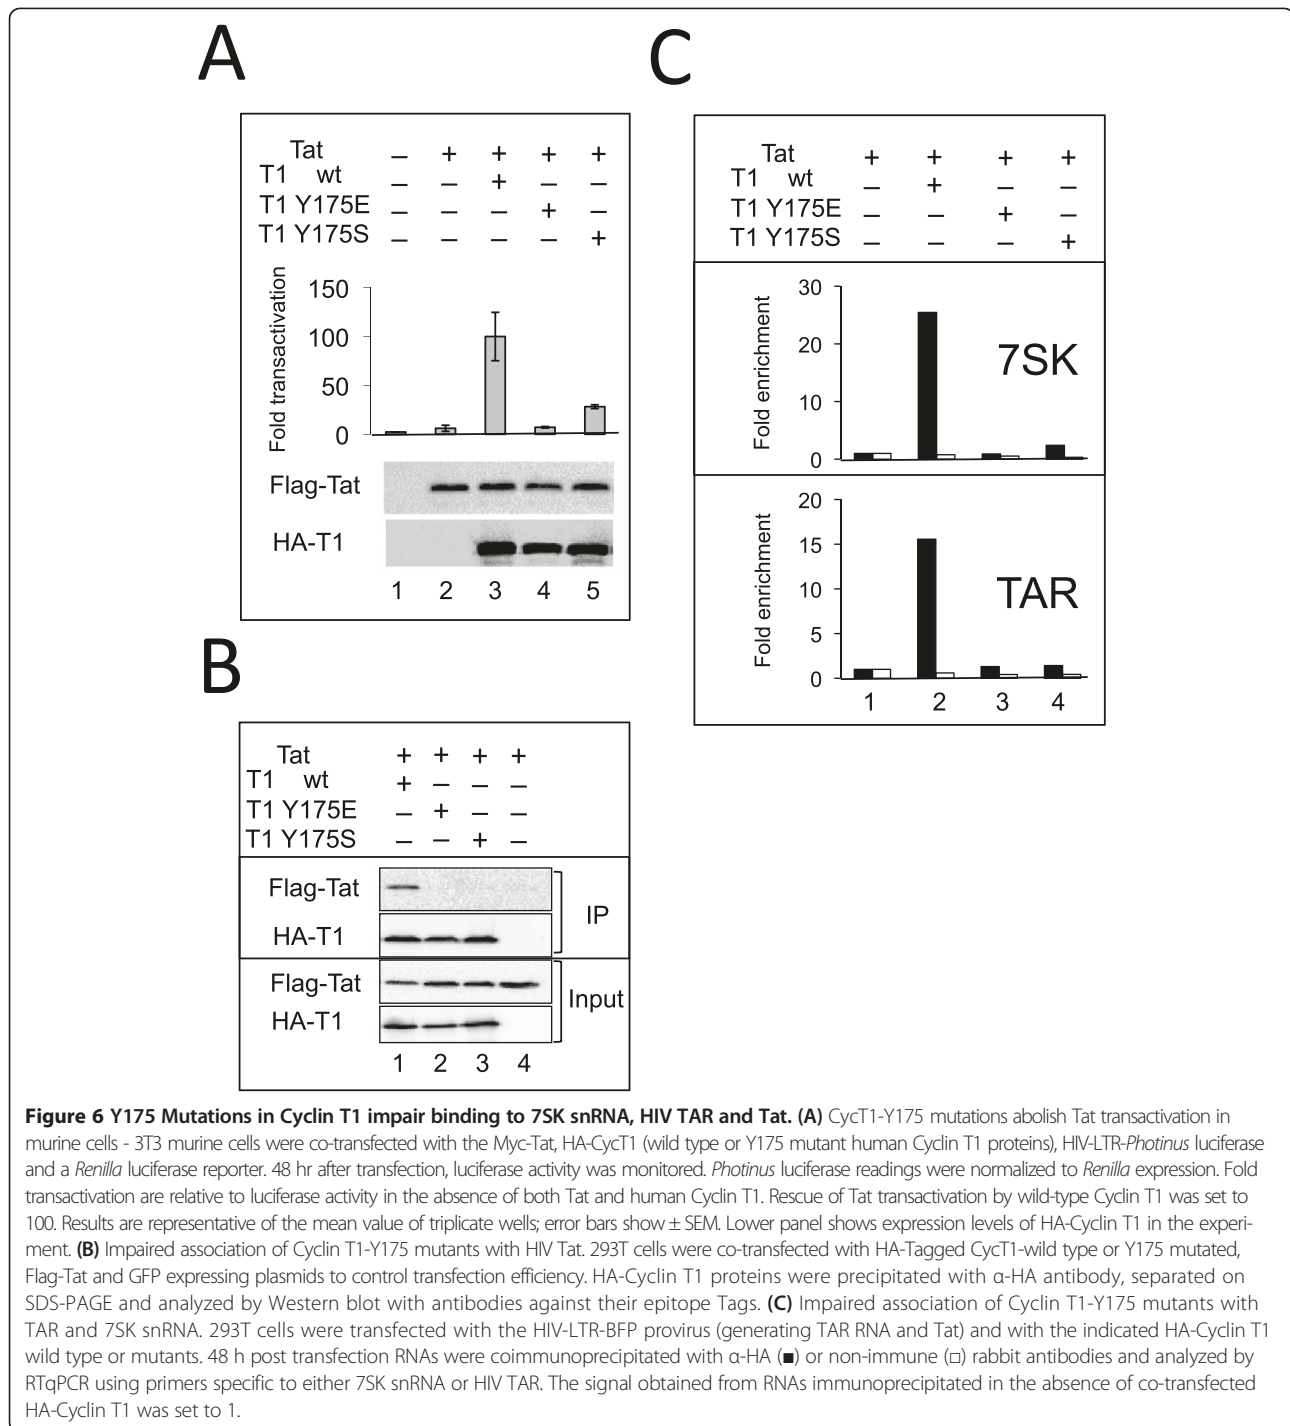 A
Tat – + + + +
T1 wt – – + – –
T1 Y175E – – – + –
T1 Y175S – – – – +
Fold transactivation
150
100
50
0
Flag-Tat
HA-T1
1 2 3 4 5
B
Tat + + + +
T1 wt + – – –
T1 Y175E – + – –
T1 Y175S – – + –
Flag-Tat
HA-T1
IP
Flag-Tat
HA-T1
Input
1 2 3 4
C
Tat + + + +
T1 wt – + – –
T1 Y175E – – + –
T1 Y175S – – – +
Fold enrichment
30
20
10
0
7SK
Fold enrichment
20
15
10
5
0
TAR
1 2 3 4
Figure 6 Y175 Mutations in Cyclin T1 impair binding to 7SK snRNA, HIV TAR and Tat. (A) CycT1-Y175 mutations abolish Tat transactivation in
murine cells - 3T3 murine cells were co-transfected with the Myc-Tat, HA-CycT1 (wild type or Y175 mutant human Cyclin T1 proteins), HIV-LTR-Photinus luciferase
and a Renilla luciferase reporter. 48 hr after transfection, luciferase activity was monitored. Photinus luciferase readings were normalized to Renilla expression. Fold
transactivation are relative to luciferase activity in the absence of both Tat and human Cyclin T1. Rescue of Tat transactivation by wild-type Cyclin T1 was set to
100. Results are representative of the mean value of triplicate wells; error bars show ± SEM. Lower panel shows expression levels of HA-Cyclin T1 in the experi-
ment. (B) Impaired association of Cyclin T1-Y175 mutants with HIV Tat. 293T cells were co-transfected with HA-Tagged CycT1-wild type or Y175 mutated,
Flag-Tat and GFP expressing plasmids to control transfection efficiency. HA-Cyclin T1 proteins were precipitated with α-HA antibody, separated on
SDS-PAGE and analyzed by Western blot with antibodies against their epitope Tags. (C) Impaired association of Cyclin T1-Y175 mutants with
TAR and 7SK snRNA. 293T cells were transfected with the HIV-LTR-BFP provirus (generating TAR RNA and Tat) and with the indicated HA-Cyclin T1
wild type or mutants. 48 h post transfection RNAs were coimmunoprecipitated with α-HA (■) or non-immune (□) rabbit antibodies and analyzed by
RTqPCR using primers specific to either 7SK snRNA or HIV TAR. The signal obtained from RNAs immunoprecipitated in the absence of co-transfected
HA-Cyclin T1 was set to 1.